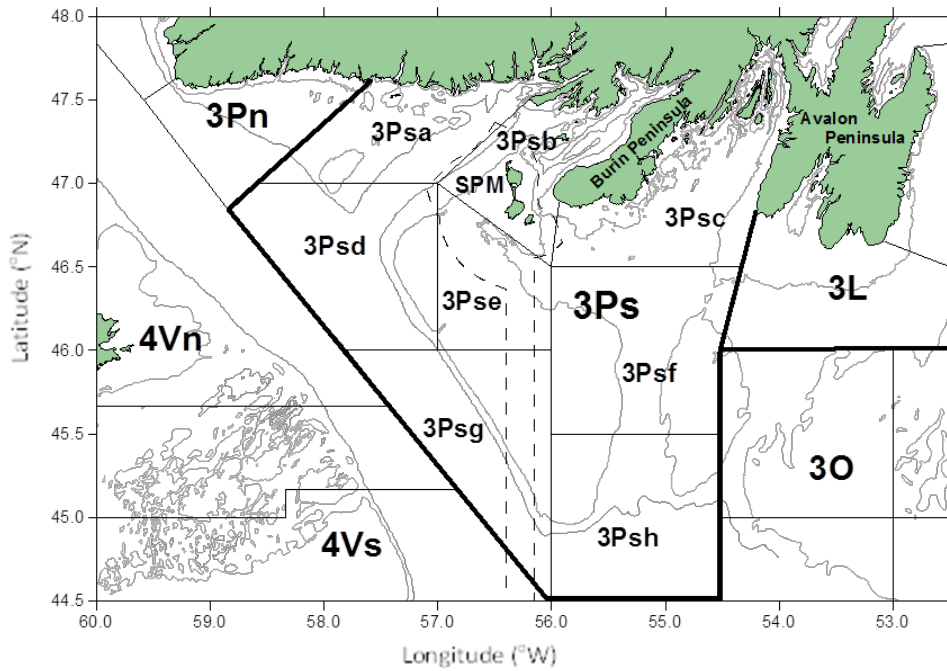 48.0
47.5
47.0
46.5
46.0
45.5
45.0
44.5
Latitude (°N)
60.0
59.0
58.0
57.0
56.0
55.0
54.0
53.0
Longitude (°W)
3Pn
3Psa
3Psb
Burin Peninsula
Avalon
Peninsula
SPM
3Psc
3Psd
3Pse
3Ps
3L
4Vn
3Psf
3Psg
3O
4Vs
3Psh